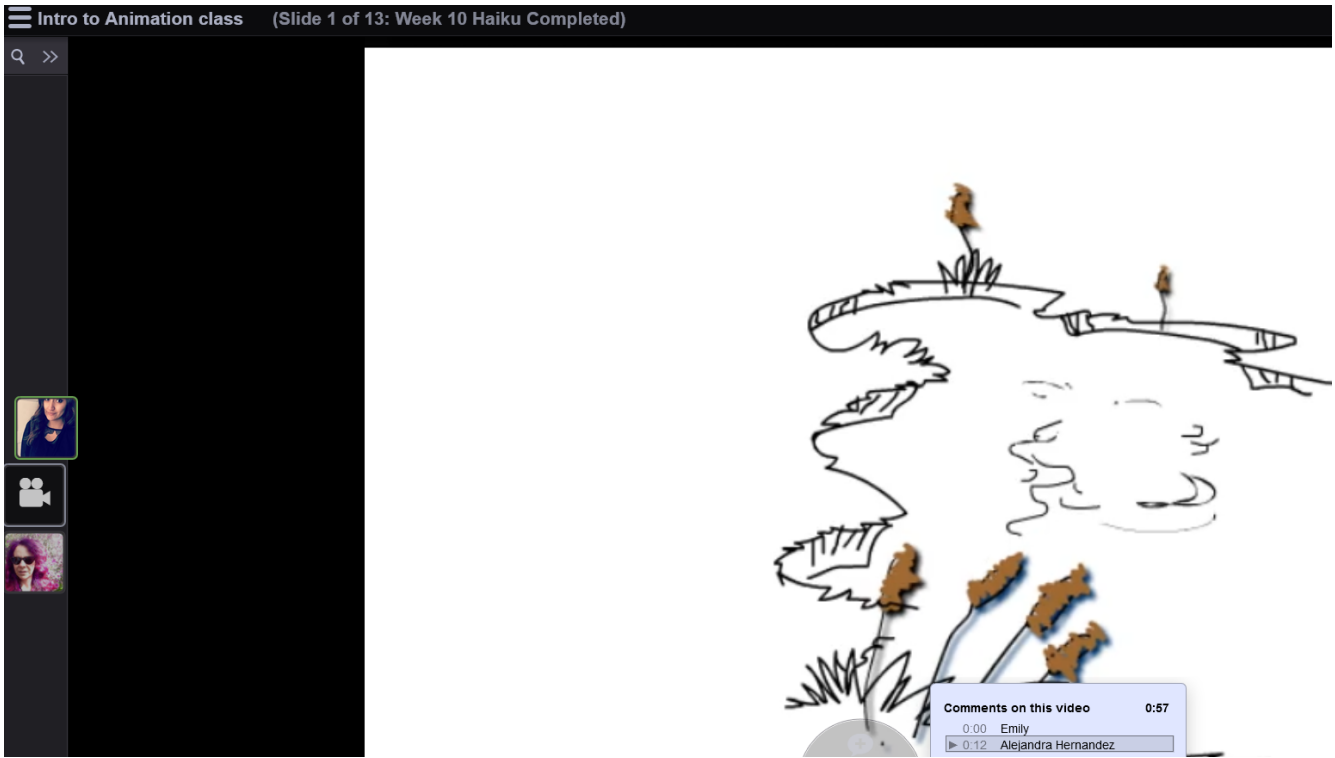 Intro to Animation class (Slide 1 of 13: Week 10 Haiku Completed)
Comments on this video 0:57
0:00 Emily
0:12 Alejandra Hernandez